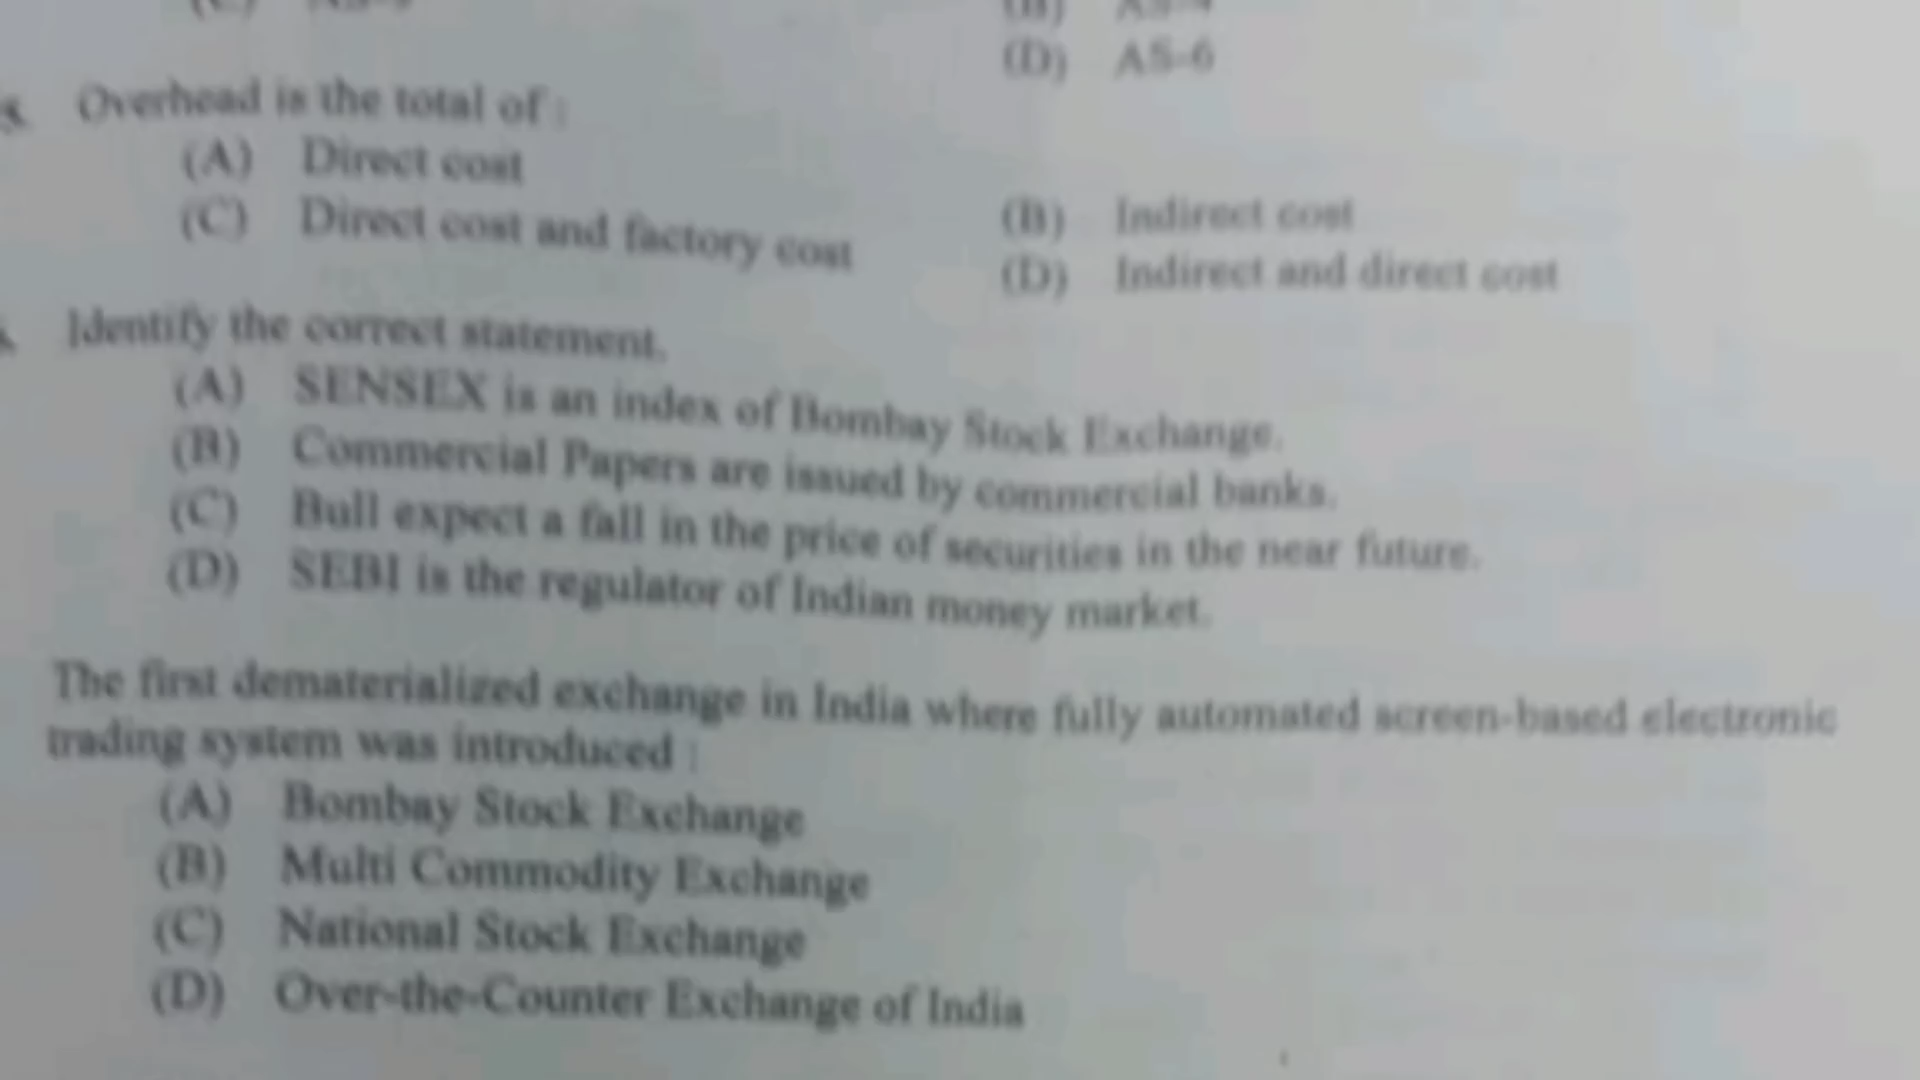 (D) AS-6
Overhead is the total of :
(A) Direct cost
(B) Indirect cost
(C) Direct cost and factory cost
(D) Indirect and direct cost
Identify the correct statement.
(A) SENSEX is an index of Bombay Stock Exchange.
(B) Commercial Papers are issued by commercial banks.
(C) Bull expect a fall in the price of securities in the near future.
(D) SEBI is the regulator of Indian money market.
The first dematerialized exchange in India where fully automated screen-based electronic
trading system was introduced :
(A) Bombay Stock Exchange
(B) Multi Commodity Exchange
(C) National Stock Exchange
(D) Over-the-Counter Exchange of India